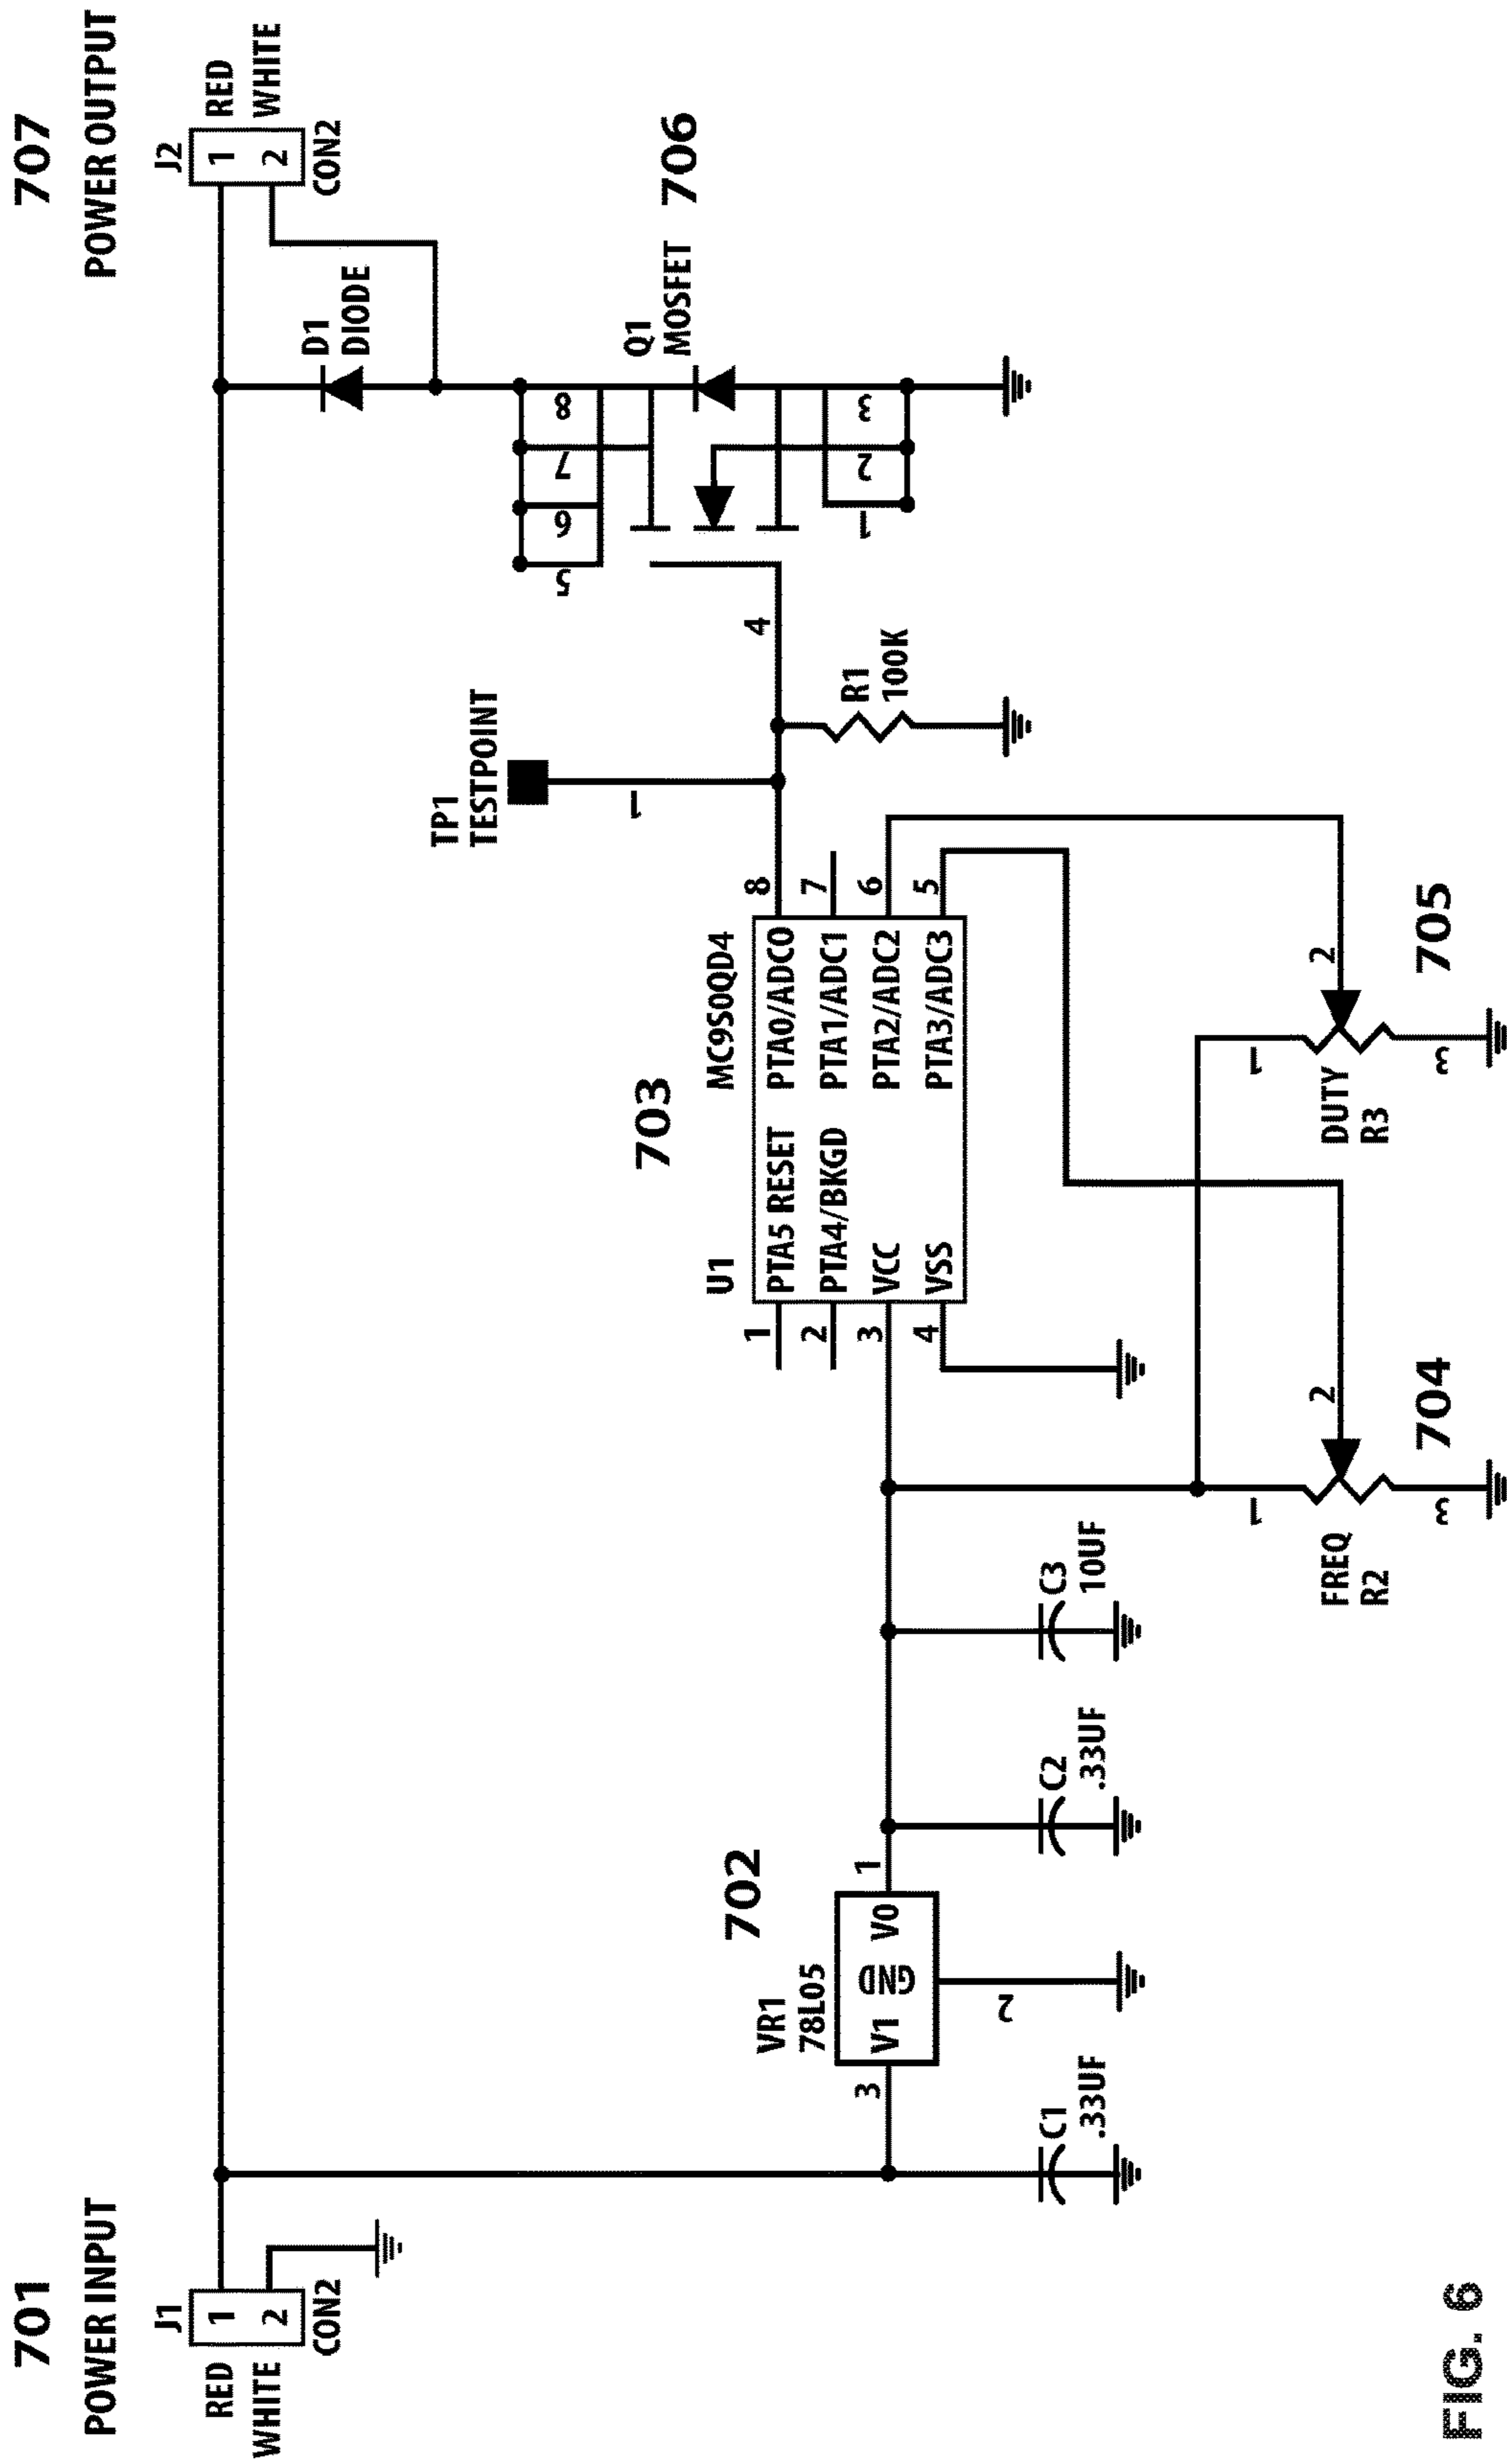 701
POWER INPUT
J1
RED
1
WHITE
2
CON2
707
POWER OUTPUT
J2
1
RED
2
WHITE
CON2
D1
DIODE
Q1
MOSFET
706
5
6
7
8
1
2
3
4
TP1
TESTPOINT
1
R1
100K
702
VR1
78L05
3
V1
GND
V0
1
2
C1
.33UF
C2
.33UF
C3
10UF
703
U1
MC9S0QD4
1
PTA5 RESET
PTA0/ADC0
8
2
PTA4/BKGD
PTA1/ADC1
7
3
VCC
PTA2/ADC2
6
4
VSS
PTA3/ADC3
5
1
2
3
FREQ
R2
704
1
2
3
DUTY
R3
705
FIG. 6